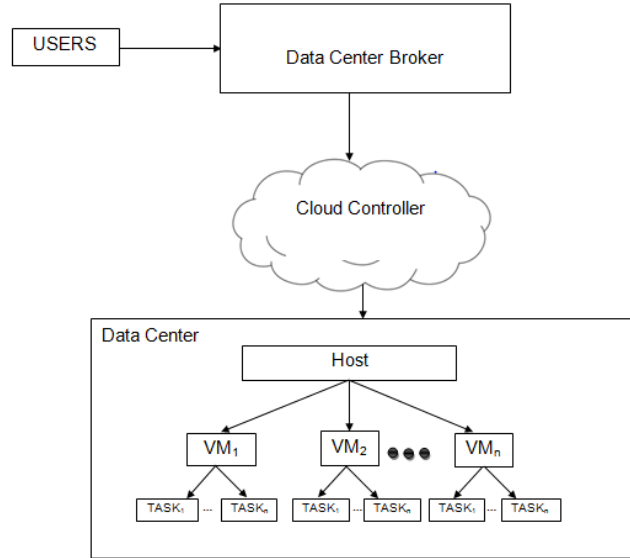 USERS
Data Center Broker
Cloud Controller
Data Center
Host
VM₁ VM₂ VMₙ
TASK₁ ... TASKₙ TASK₁ ... TASKₙ TASK₁ ... TASKₙ